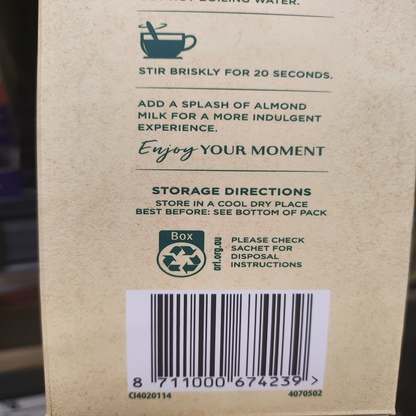 BOILING WATER.
STIR BRISKLY FOR 20 SECONDS.
ADD A SPLASH OF ALMOND
MILK FOR A MORE INDULGENT
EXPERIENCE.
Enjoy YOUR MOMENT
STORAGE DIRECTIONS
STORE IN A COOL DRY PLACE
BEST BEFORE: SEE BOTTOM OF PACK
Box
arl.org.au
PLEASE CHECK
SACHET FOR
DISPOSAL
INSTRUCTIONS
8 711000 674239 >
CI4020114
4070502